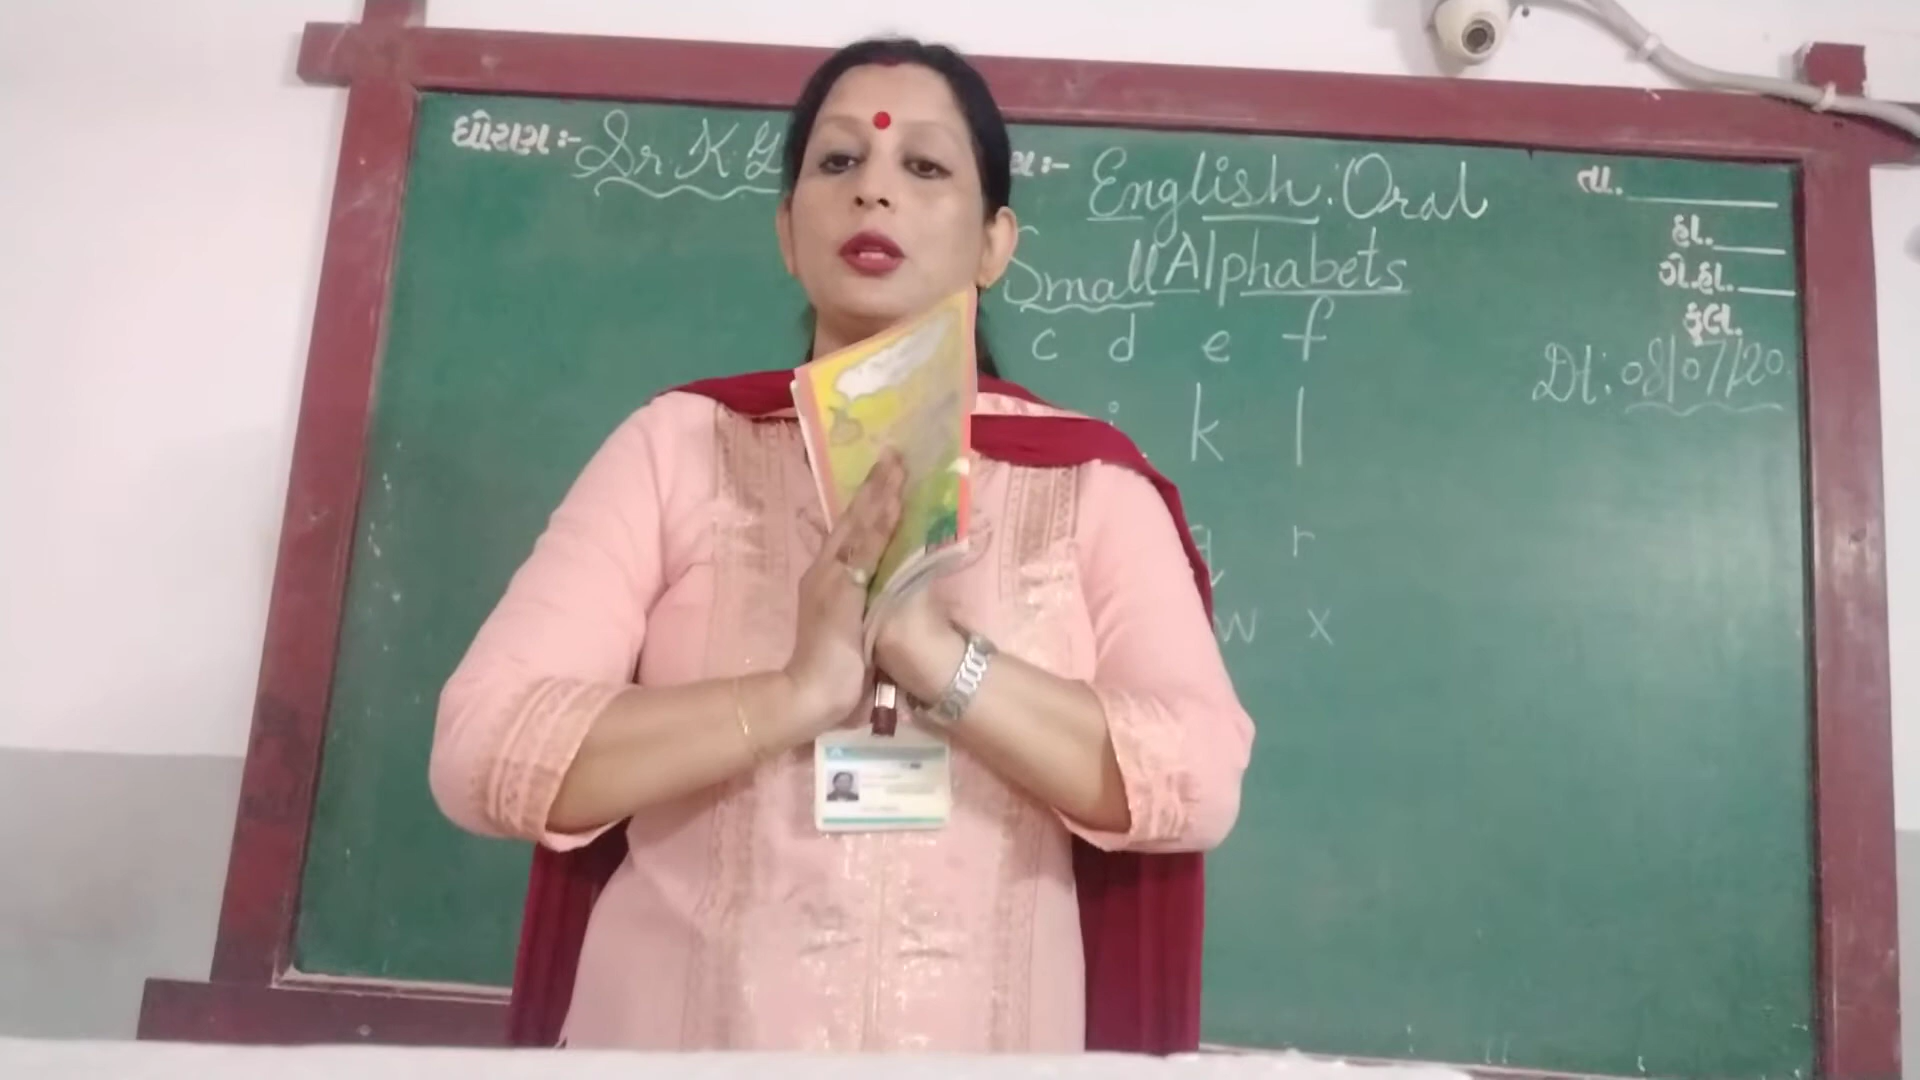 ધોરણ:- Sr. K.G
English: Oral
તા.
હા.
ગે.હા.
કુલ.
Dt: 08/07/20
Small Alphabets
c d e f
k l
q r
w x